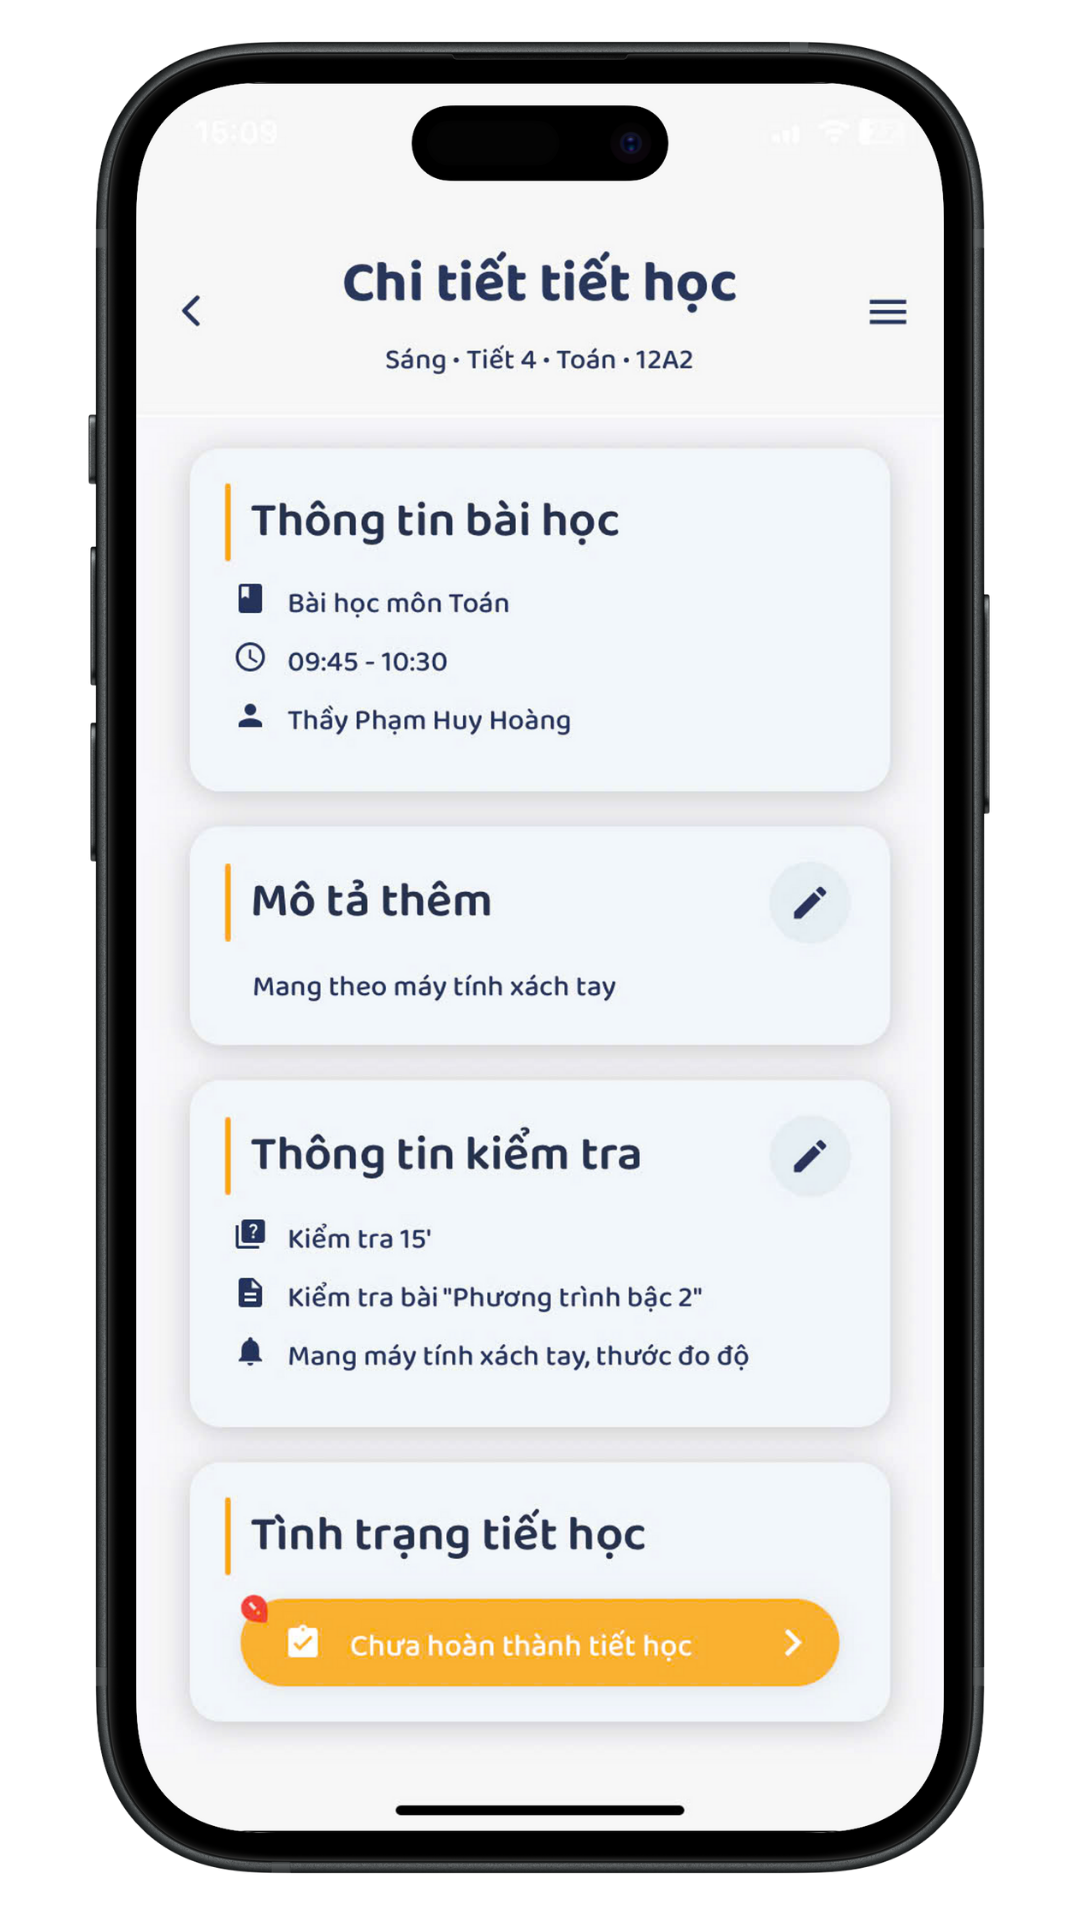 15:09
Chi tiết tiết học
Sáng • Tiết 4 • Toán • 12A2
Thông tin bài học
Bài học môn Toán
09:45 - 10:30
Thầy Phạm Huy Hoàng
Mô tả thêm
Mang theo máy tính xách tay
Thông tin kiểm tra
Kiểm tra 15'
Kiểm tra bài "Phương trình bậc 2"
Mang máy tính xách tay, thước đo độ
Tình trạng tiết học
Chưa hoàn thành tiết học